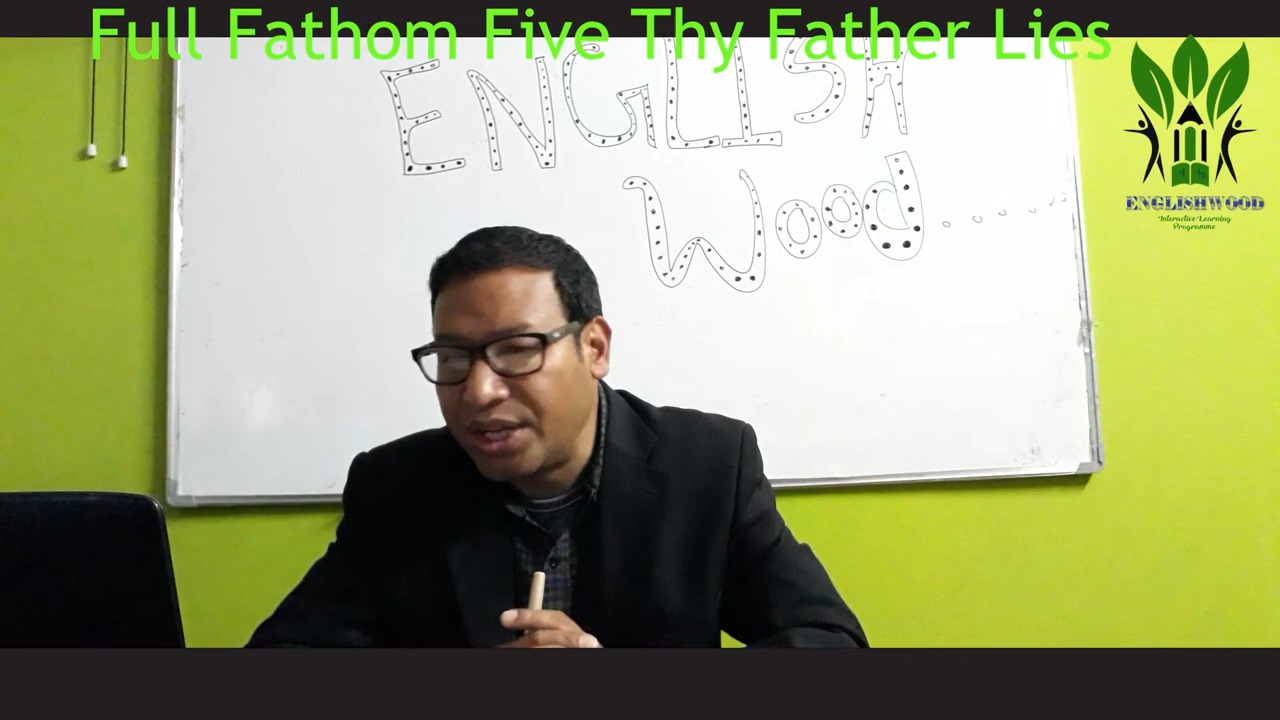 Full Fathom Five Thy Father Lies
ENGLISH
Wood........
ENGLISHWOOD
Interactive Learning
Programme